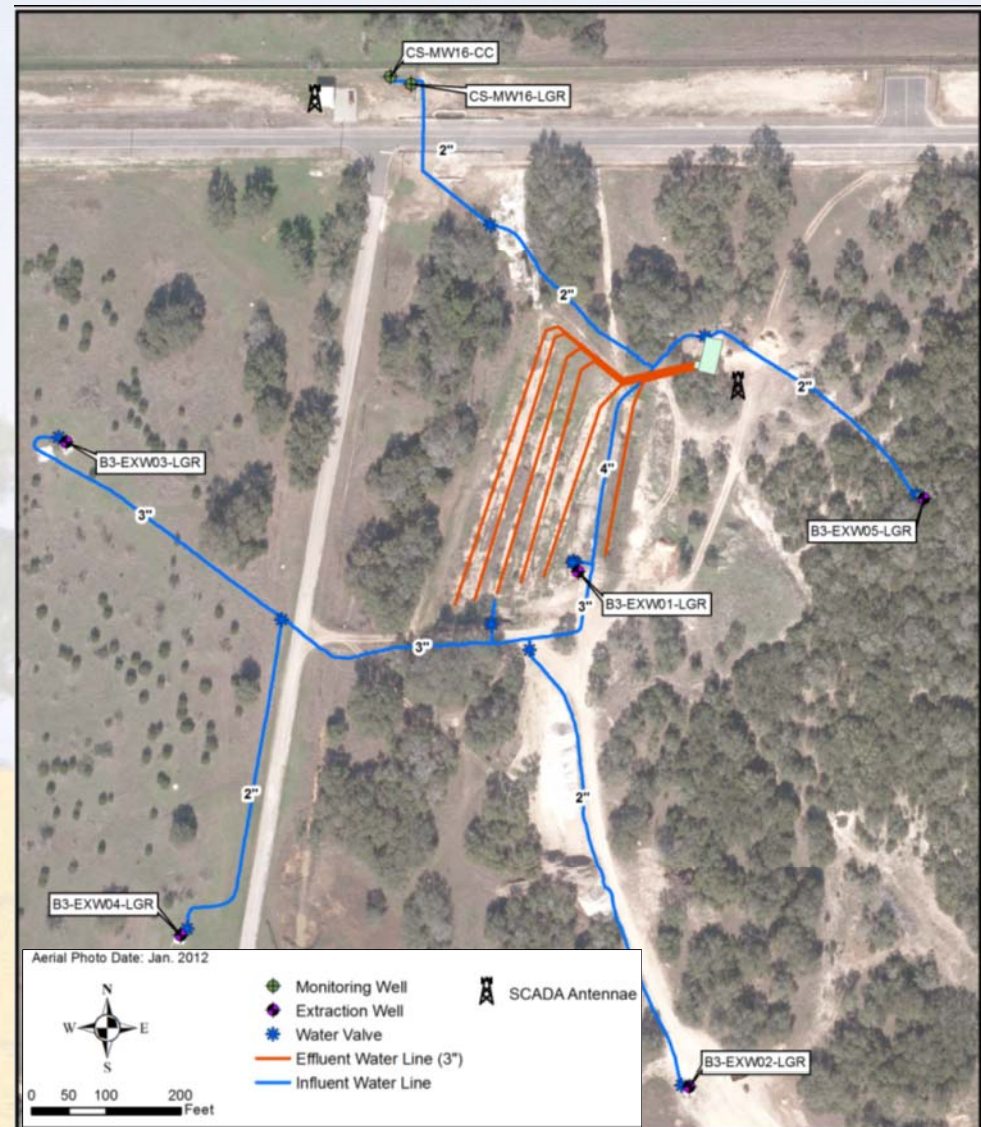 CS-MW16-CC
CS-MW16-LGR
2"
2"
2"
B3-EXW03-LGR
3"
4"
B3-EXW05-LGR
B3-EXW01-LGR
3"
3"
2"
2"
B3-EXW04-LGR
Aerial Photo Date: Jan. 2012
N
W E
S
0 50 100 200
Feet
Monitoring Well
Extraction Well
Water Valve
Effluent Water Line (3")
Influent Water Line
SCADA Antennae
B3-EXW02-LGR